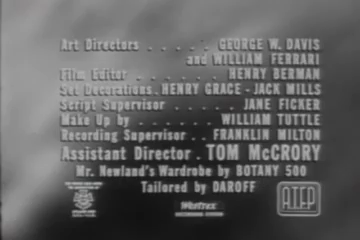 Art Directors . . . . . GEORGE W. DAVIS
and WILLIAM FERRARI
Film Editor . . . . . . HENRY BERMAN
Set Decorations . HENRY GRACE - JACK MILLS
Script Supervisor . . . . . JANE FICKER
Make Up by . . . . . . WILLIAM TUTTLE
Recording Supervisor . . FRANKLIN MILTON
Assistant Director . TOM McCRORY
Mr. Newland's Wardrobe by BOTANY 500
Tailored by DAROFF
Westrex